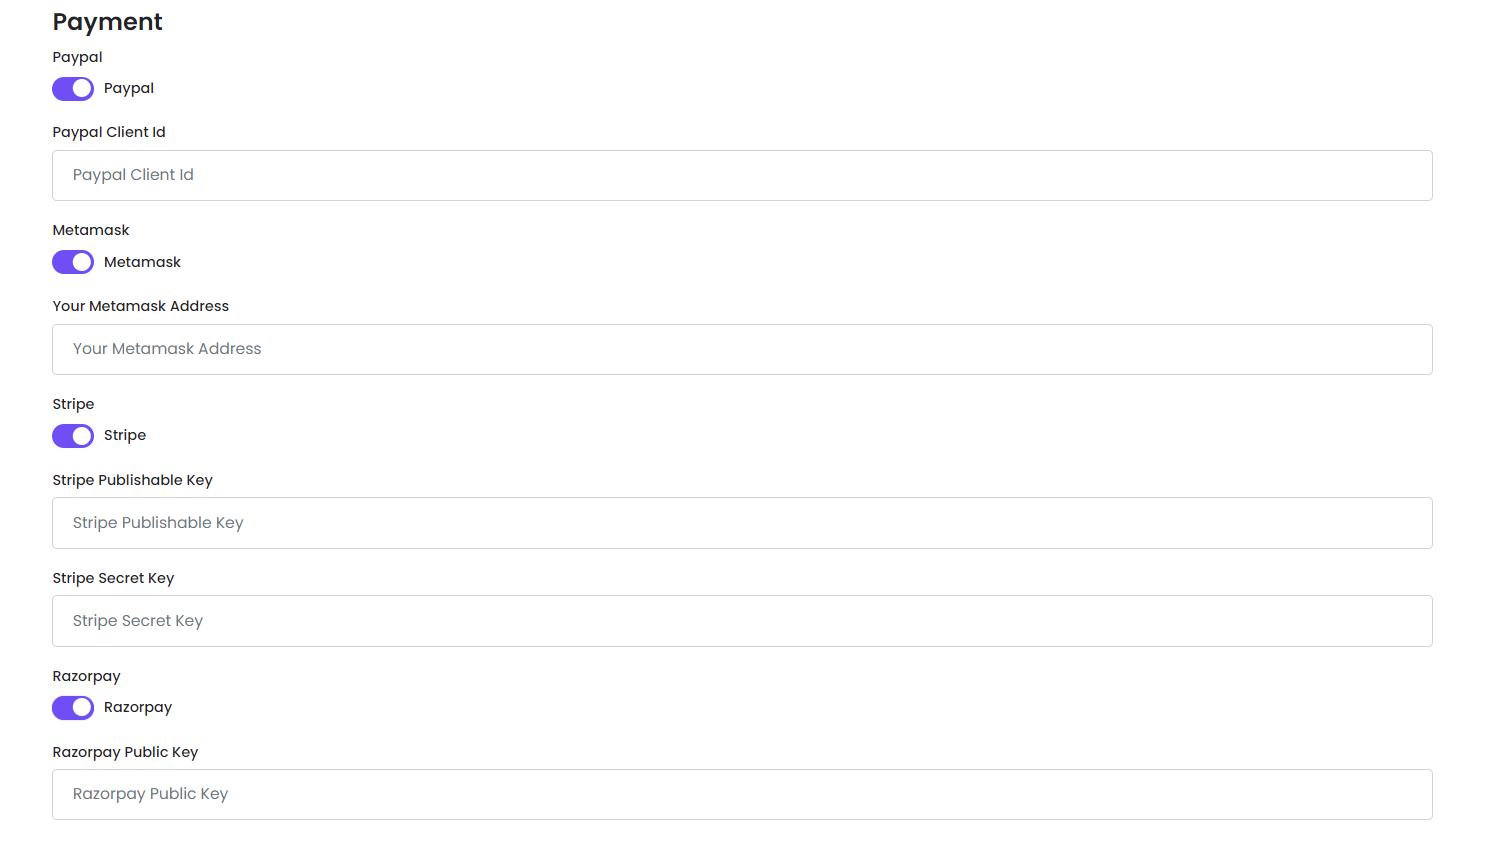 Payment
Paypal
Paypal
Paypal Client Id
Paypal Client Id
Metamask
Metamask
Your Metamask Address
Your Metamask Address
Stripe
Stripe
Stripe Publishable Key
Stripe Publishable Key
Stripe Secret Key
Stripe Secret Key
Razorpay
Razorpay
Razorpay Public Key
Razorpay Public Key